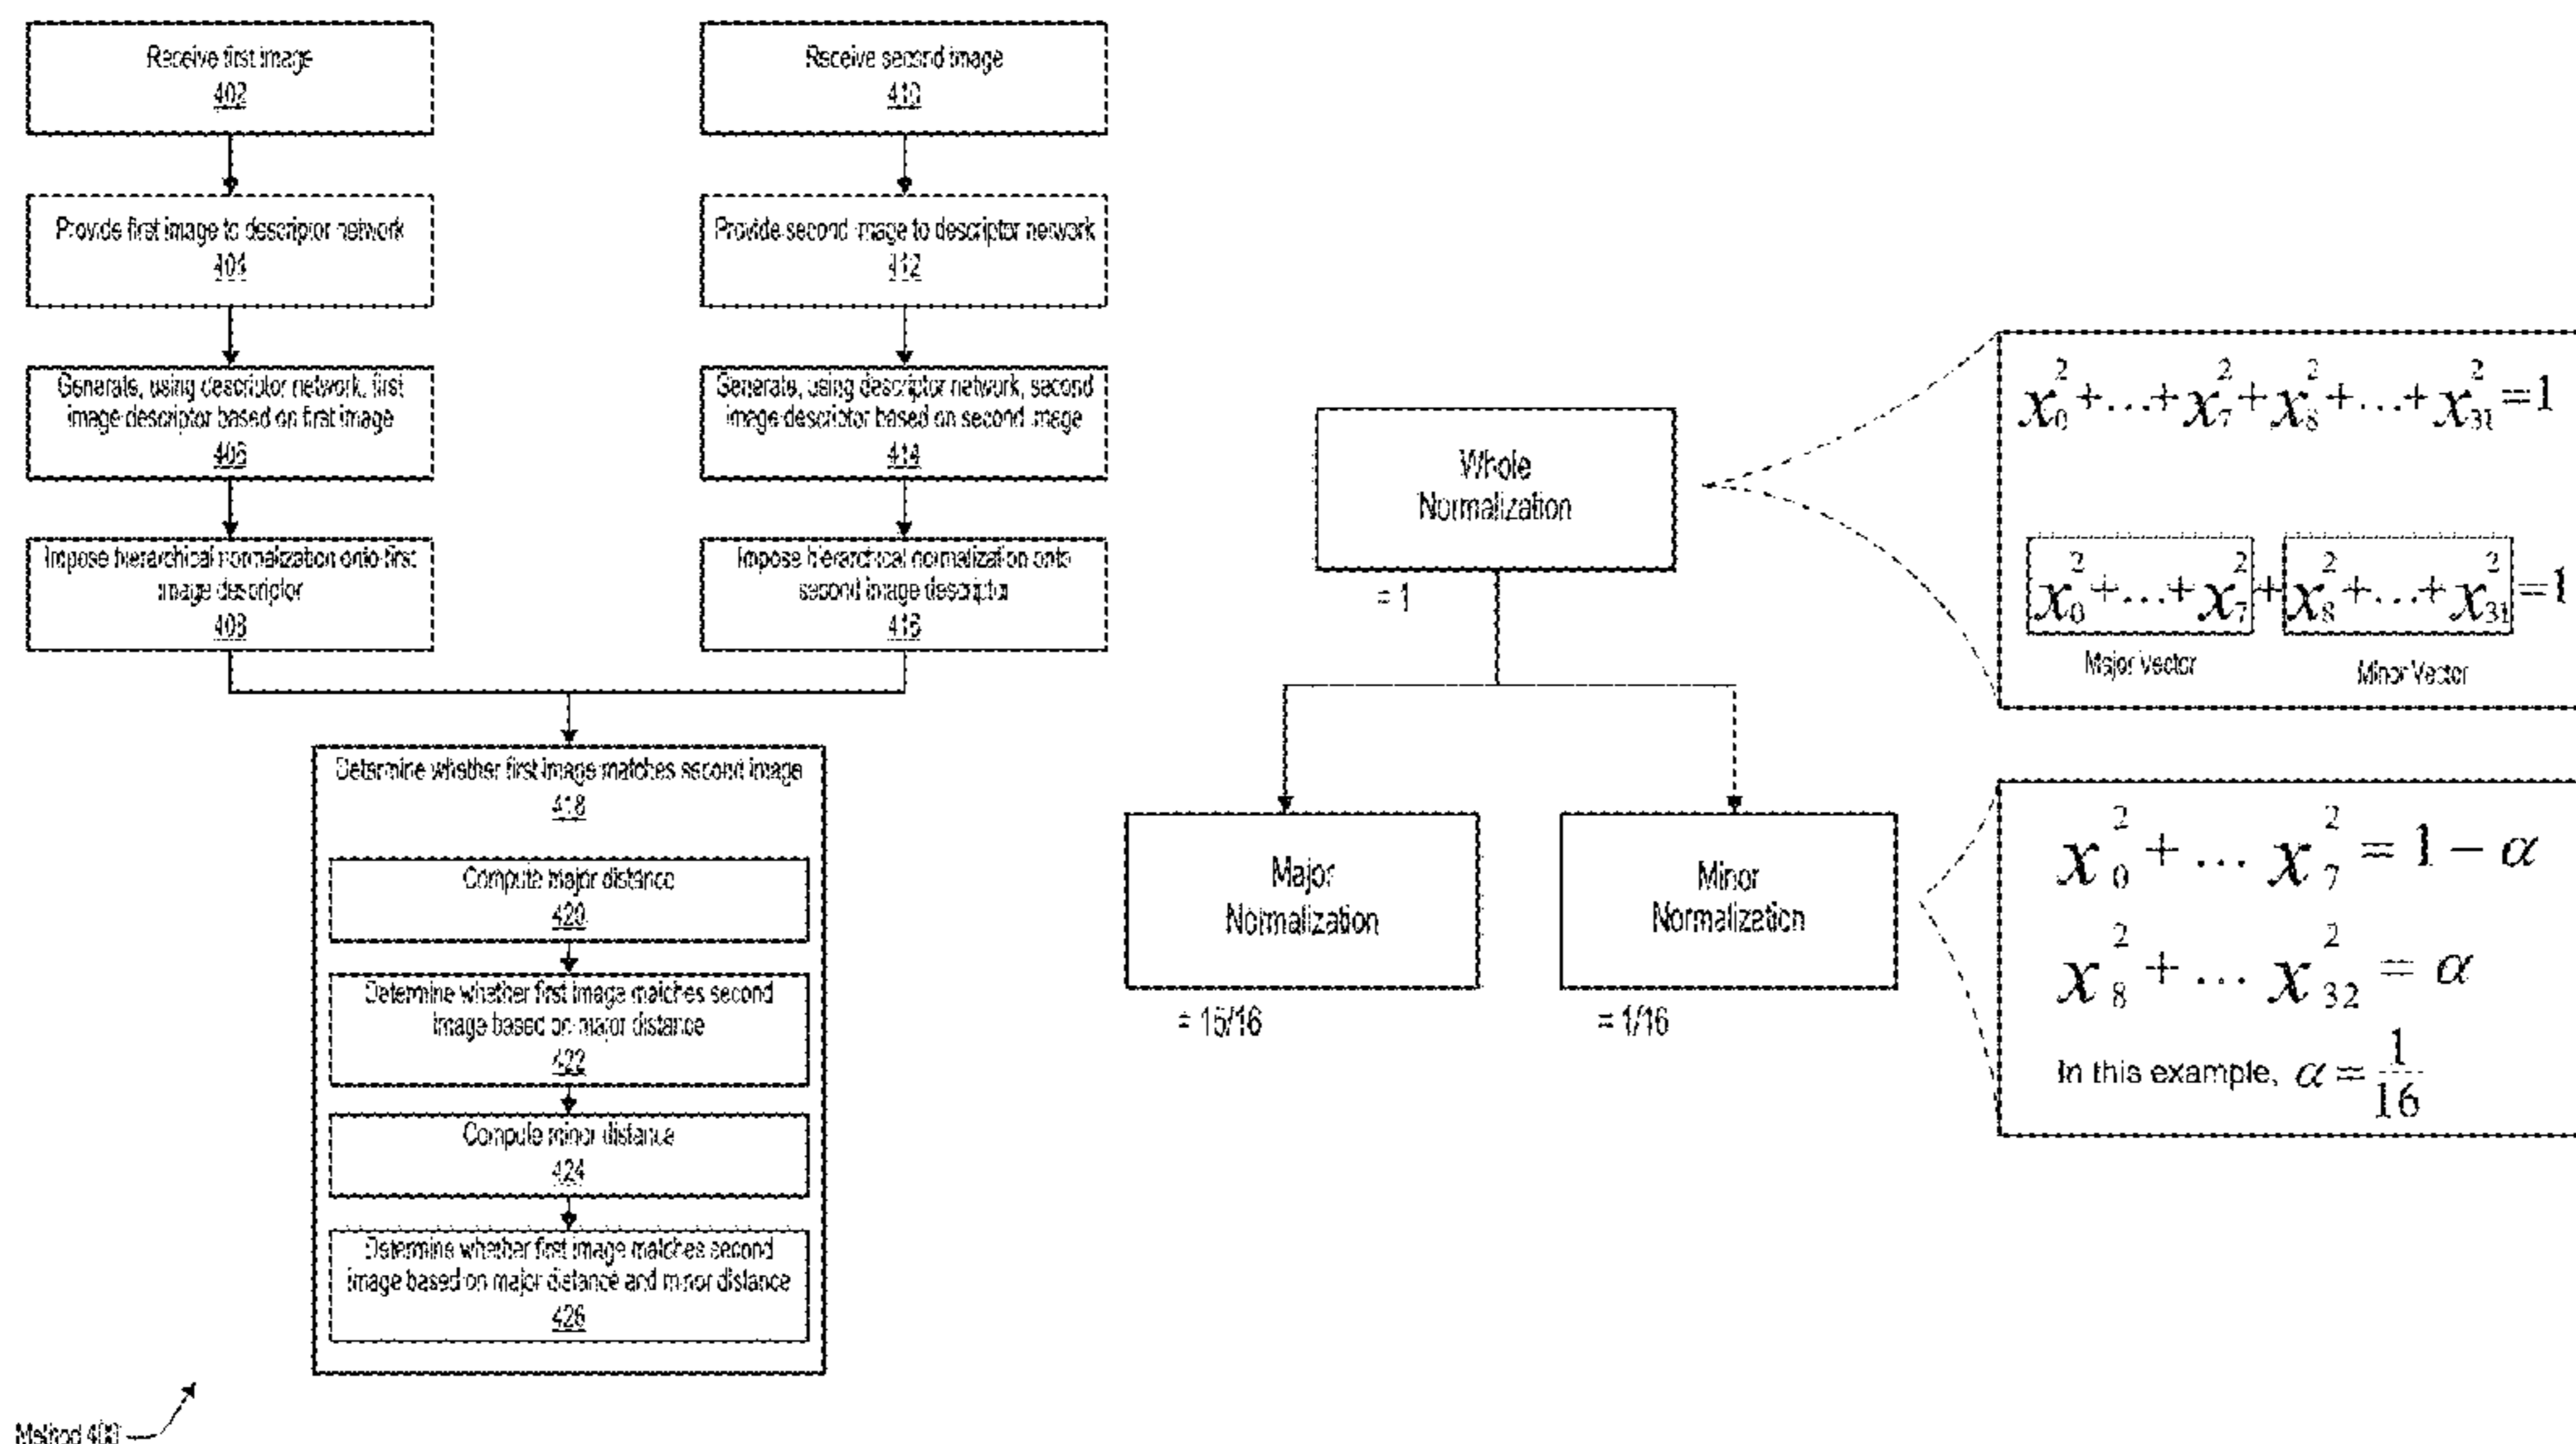 Receive first image
402
Provide first image to descriptor network
404
Generate, using descriptor network, first
image descriptor based on first image
406
Impose hierarchical normalization onto first
image descriptor
408
Receive second image
410
Provide second image to descriptor network
412
Generate, using descriptor network, second
image descriptor based on second image
414
Impose hierarchical normalization onto
second image descriptor
416
Determine whether first image matches second image
418
Compute major distance
420
Determine whether first image matches second
image based on major distance
422
Compute minor distance
424
Determine whether first image matches second
image based on major distance and minor distance
426
Method 400
Whole
Normalization
= 1
Major
Normalization
= 15/16
Minor
Normalization
= 1/16
x₀² +...+ x₇² + x₈² +...+ x₃₁² = 1
x₀² +...+ x₇² + x₈² +...+ x₃₁² = 1
Major Vector
Minor Vector
x₀² + ... x₇² = 1 − α
x₈² + ... x₃₂² = α
In this example, α = 1/16